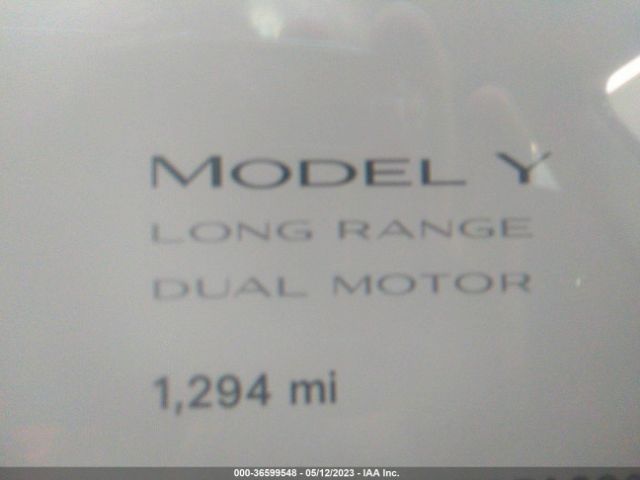 MODEL Y
LONG RANGE
DUAL MOTOR
1,294 mi
000-36599548 - 05/12/2023 - IAA Inc.